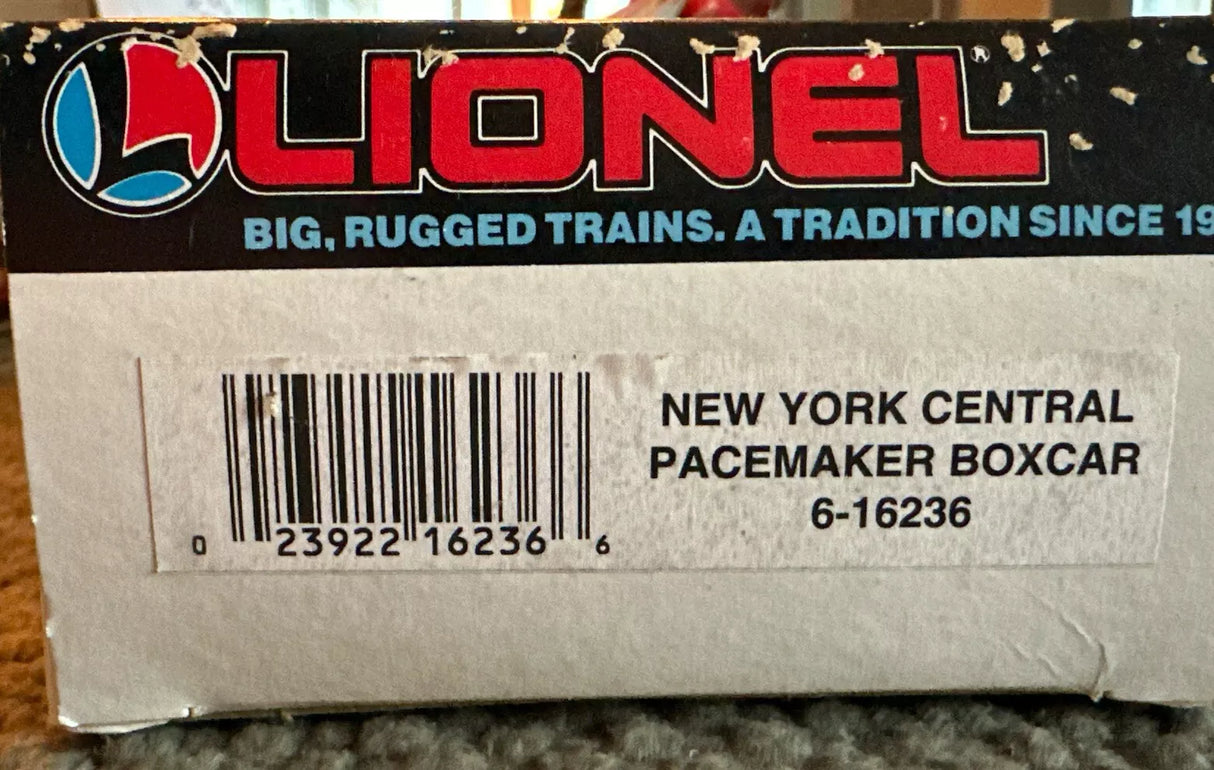 LIONEL®
BIG, RUGGED TRAINS. A TRADITION SINCE 19
NEW YORK CENTRAL
PACEMAKER BOXCAR
6-16236
0 23922 16236 6